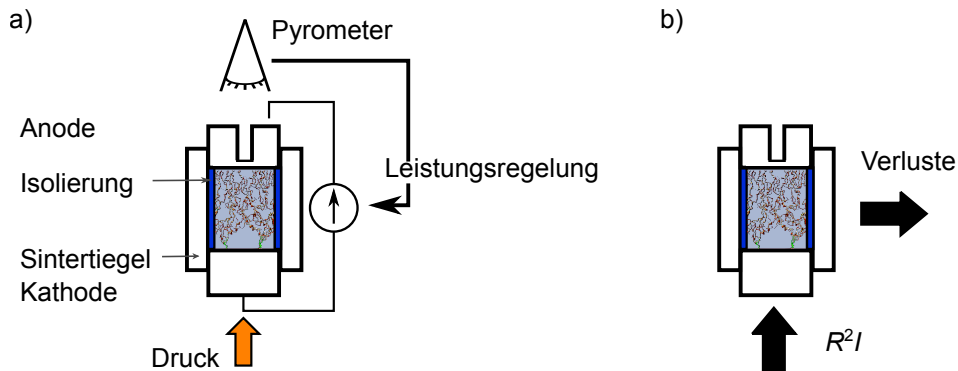 a)
Pyrometer
Anode
Isolierung
Leistungsregelung
Sintertiegel
Kathode
Druck
b)
Verluste
R²I